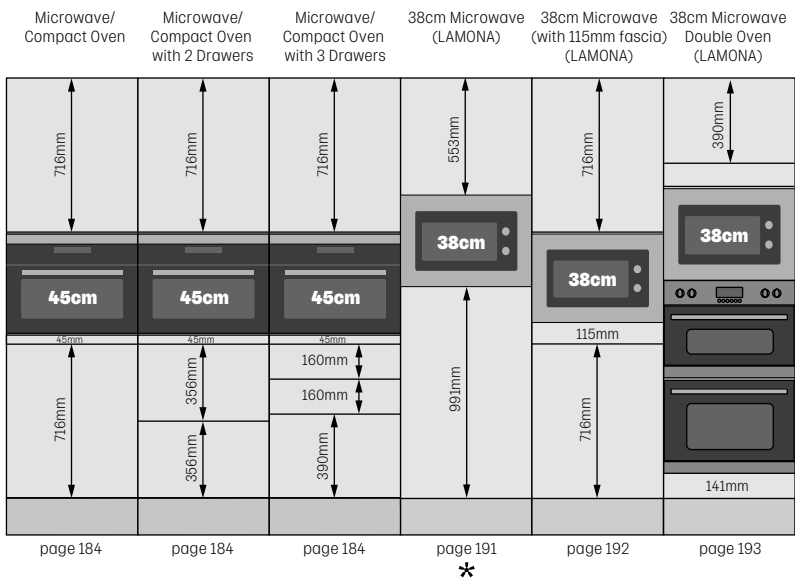 Microwave/
Compact Oven
Microwave/
Compact Oven
with 2 Drawers
Microwave/
Compact Oven
with 3 Drawers
38cm Microwave
(LAMONA)
38cm Microwave
(with 115mm fascia)
(LAMONA)
38cm Microwave
Double Oven
(LAMONA)
716mm
45cm
45mm
716mm
716mm
45cm
45mm
356mm
356mm
716mm
45cm
45mm
160mm
160mm
390mm
553mm
38cm
991mm
716mm
38cm
115mm
716mm
390mm
38cm
141mm
page 184
page 184
page 184
page 191
*
page 192
page 193